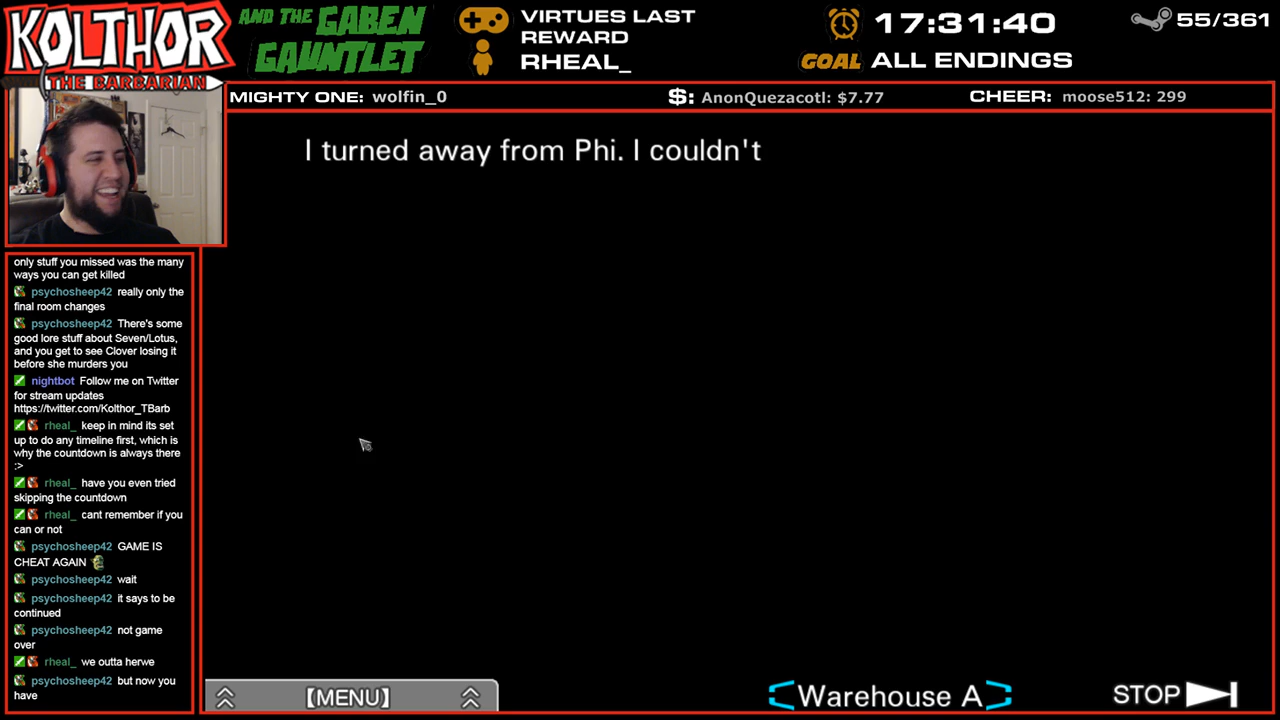 KOLTHOR
THE BARBARIAN
AND THE GABEN
GAUNTLET
VIRTUES LAST
REWARD
RHEAL_
17:31:40
GOAL ALL ENDINGS
55/361
MIGHTY ONE: wolfin_0
$: AnonQuezacotl: $7.77
CHEER: moose512: 299
only stuff you missed was the many
ways you can get killed
psychosheep42 really only the
final room changes
psychosheep42 There's some
good lore stuff about Seven/Lotus,
and you get to see Clover losing it
before she murders you
nightbot Follow me on Twitter
for stream updates
https://twitter.com/Kolthor_TBarb
rheal_ keep in mind its set
up to do any timeline first, which is
why the countdown is always there
:>
rheal_ have you even tried
skipping the countdown
rheal_ cant remember if you
can or not
psychosheep42 GAME IS
CHEAT AGAIN
psychosheep42 wait
psychosheep42 it says to be
continued
psychosheep42 not game
over
rheal_ we outta herwe
psychosheep42 but now you
have
I turned away from Phi. I couldn't
【MENU】
Warehouse A
STOP